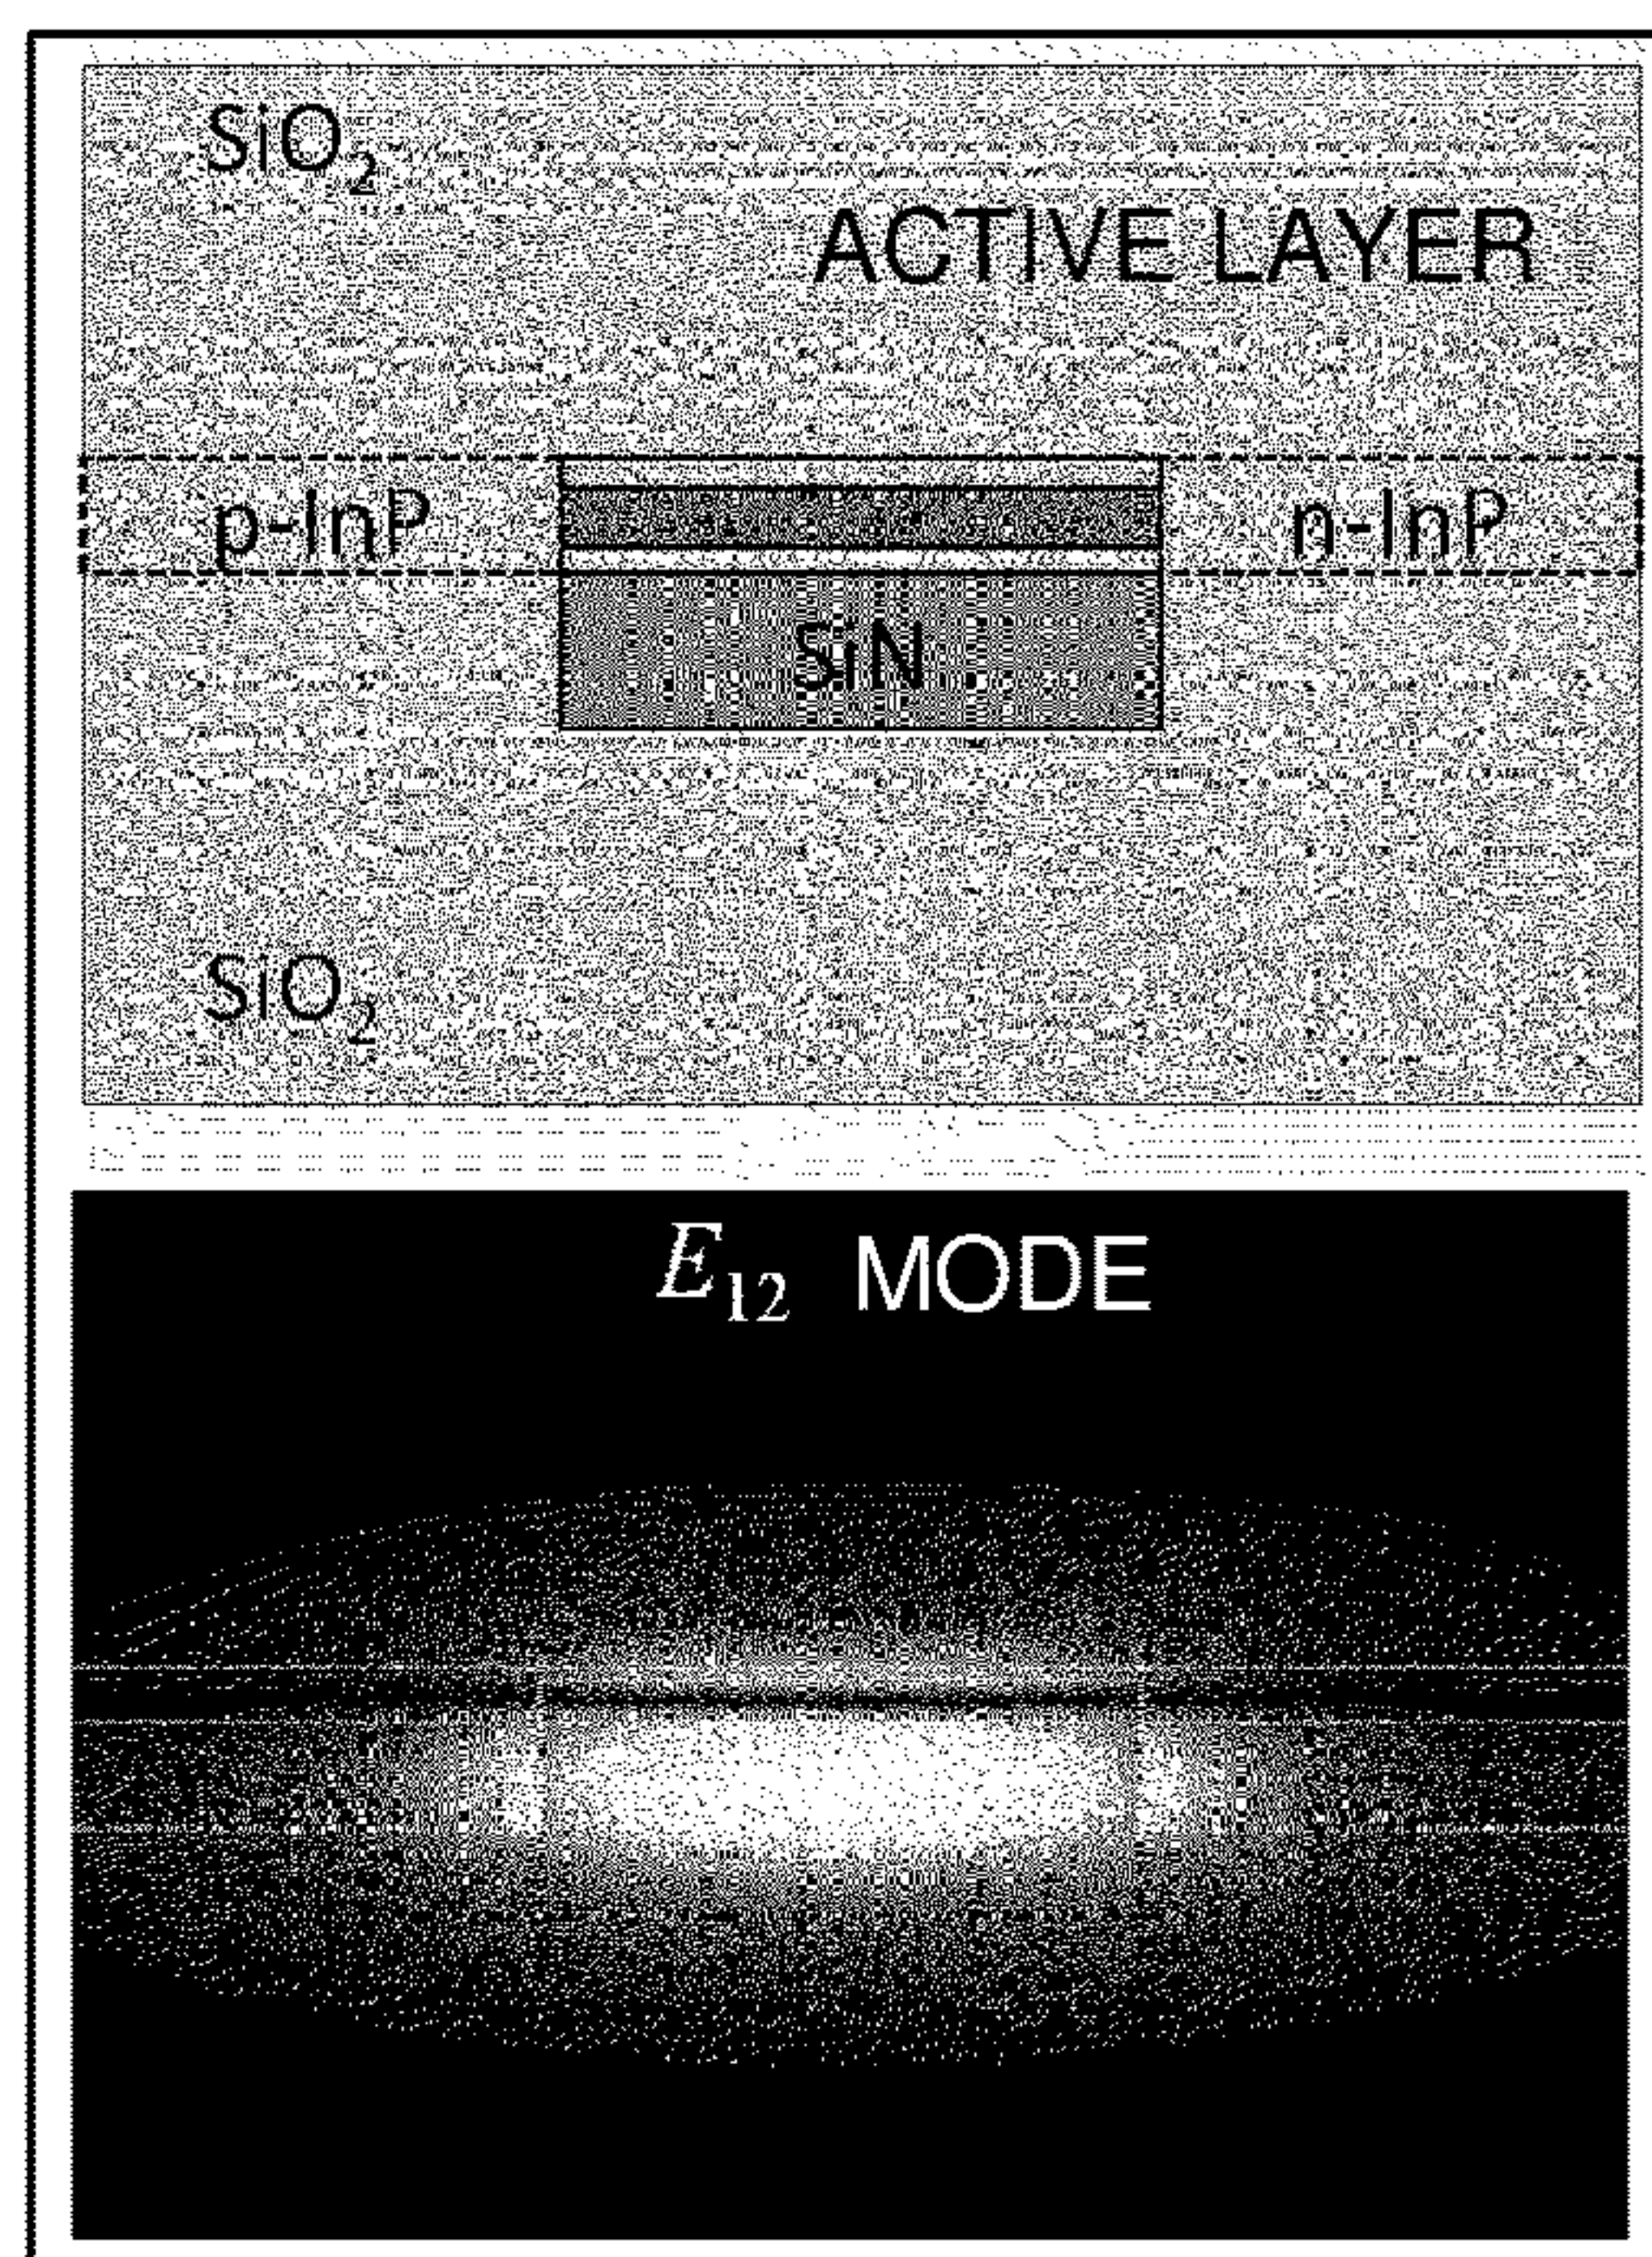 SiO₂
ACTIVE LAYER
p-InP
n-InP
SiN
SiO₂
E₁₂ MODE